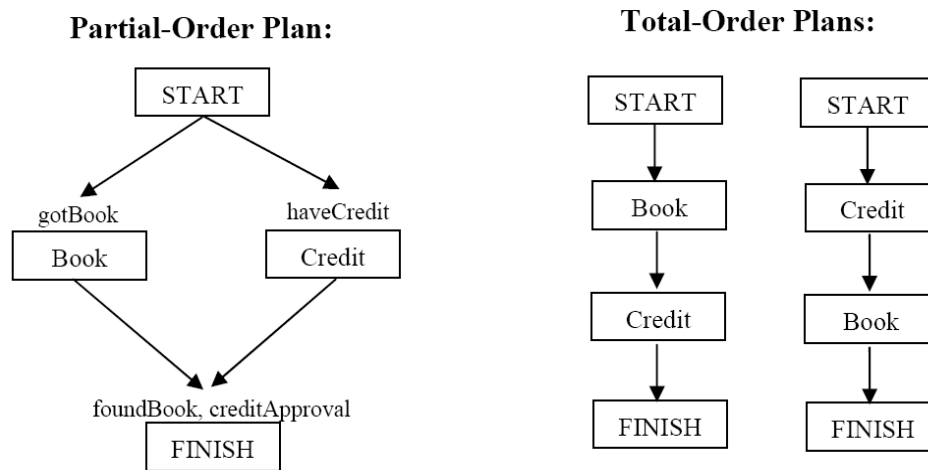 Partial-Order Plan:
START
gotBook
haveCredit
Book
Credit
foundBook, creditApproval
FINISH
Total-Order Plans:
START
Book
Credit
FINISH
START
Credit
Book
FINISH